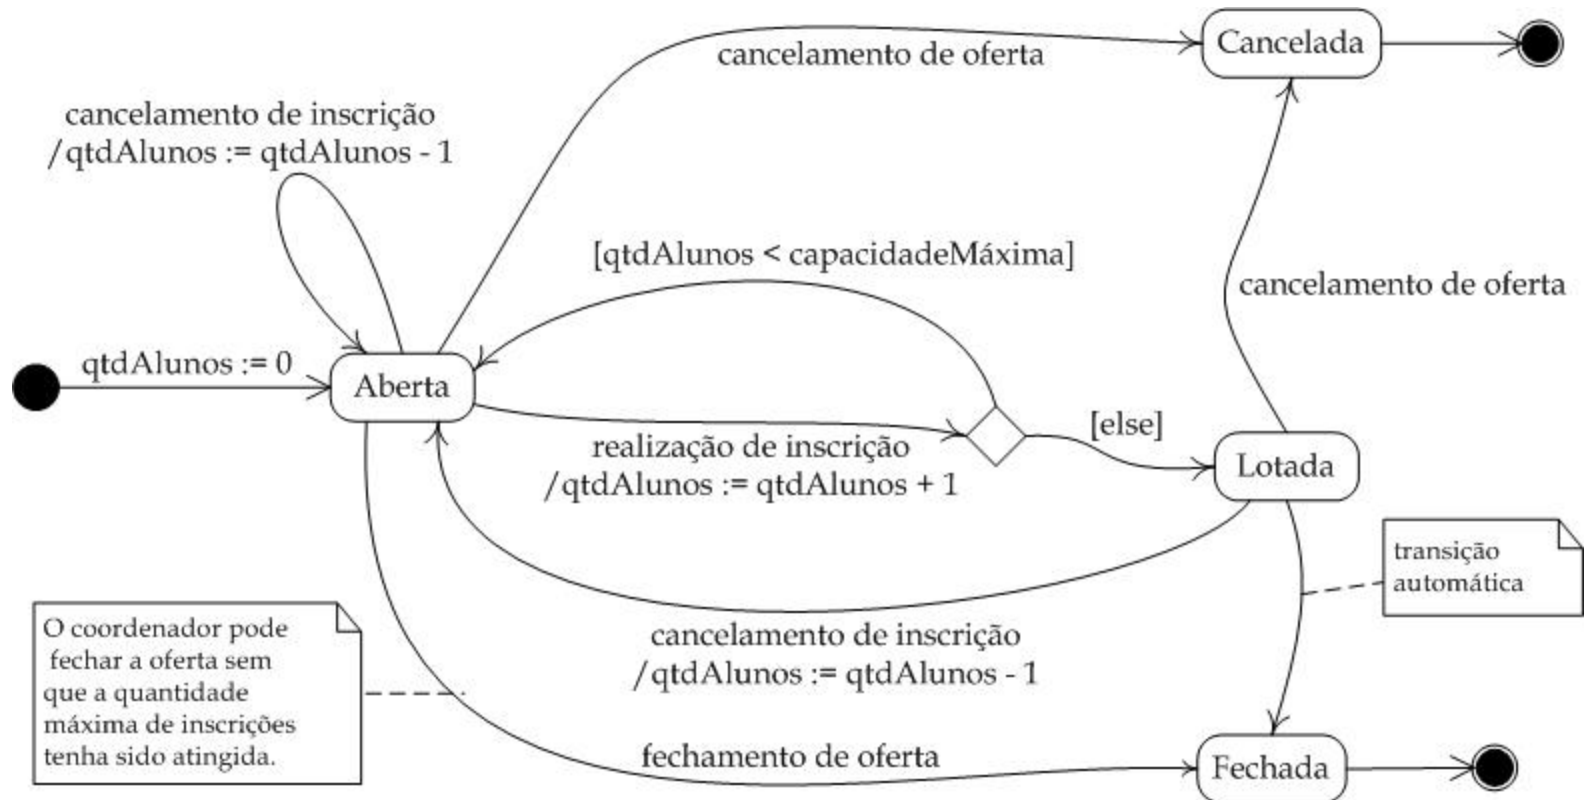 Cancelada
cancelamento de oferta
cancelamento de inscrição
/qtdAlunos := qtdAlunos - 1
[qtdAlunos < capacidadeMáxima]
cancelamento de oferta
qtdAlunos := 0
Aberta
[else]
realização de inscrição
/qtdAlunos := qtdAlunos + 1
Lotada
transição
automática
O coordenador pode
fechar a oferta sem
que a quantidade
máxima de inscrições
tenha sido atingida.
cancelamento de inscrição
/qtdAlunos := qtdAlunos - 1
fechamento de oferta
Fechada